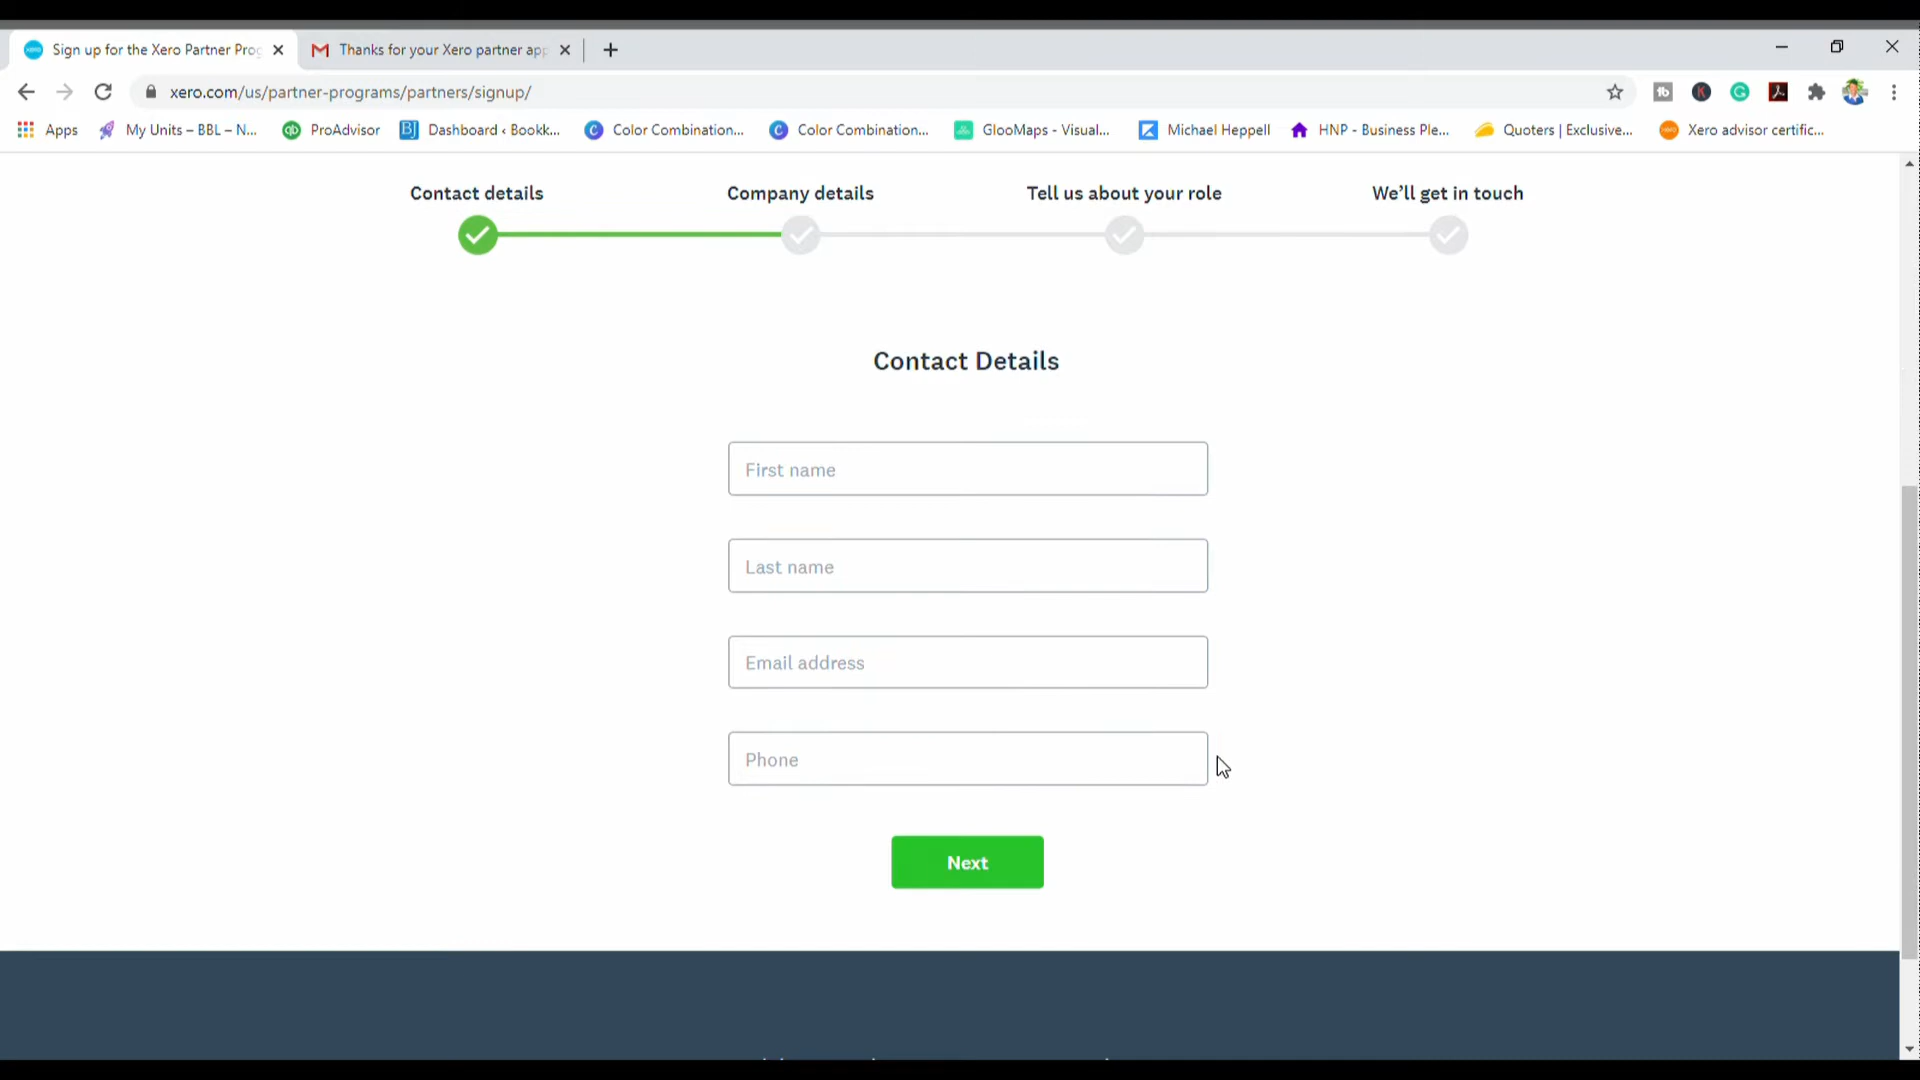 Sign up for the Xero Partner Prog
Thanks for your Xero partner app
xero.com/us/partner-programs/partners/signup/
Apps
My Units – BBL – N...
ProAdvisor
Dashboard ‹ Bookk...
Color Combination...
Color Combination...
GlooMaps - Visual...
Michael Heppell
HNP - Business Ple...
Quoters | Exclusive...
Xero advisor certific...
Contact details
Company details
Tell us about your role
We’ll get in touch
Contact Details
First name
Last name
Email address
Phone
Next